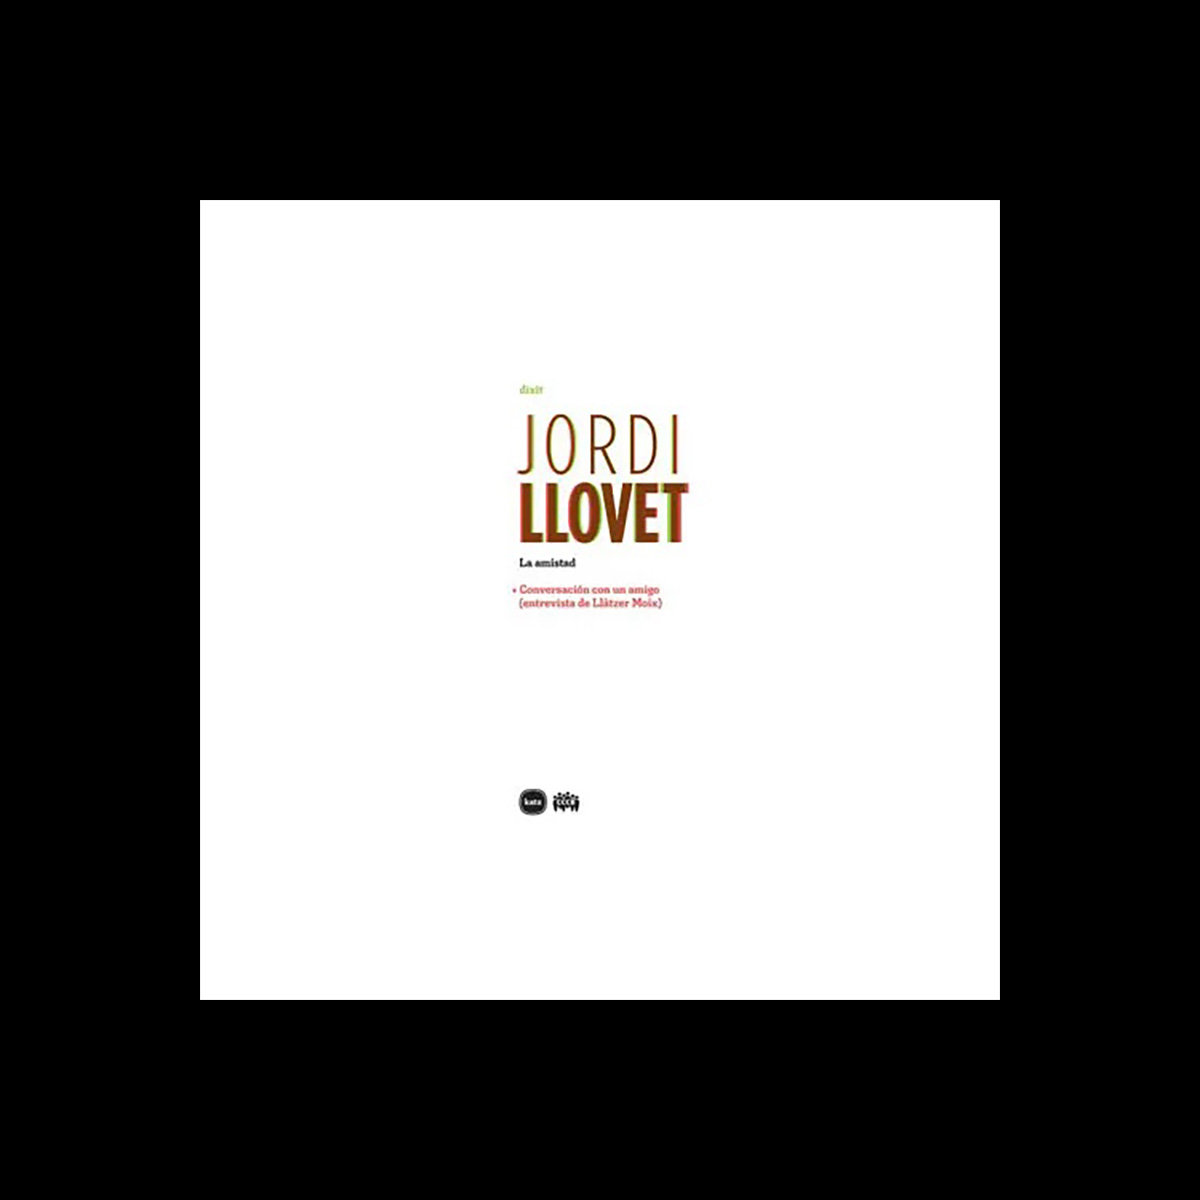 dixit
JORDI
LLOVET
La amistad
• Conversación con un amigo
(entrevista de Llàtzer Moix)
katz
CCCB